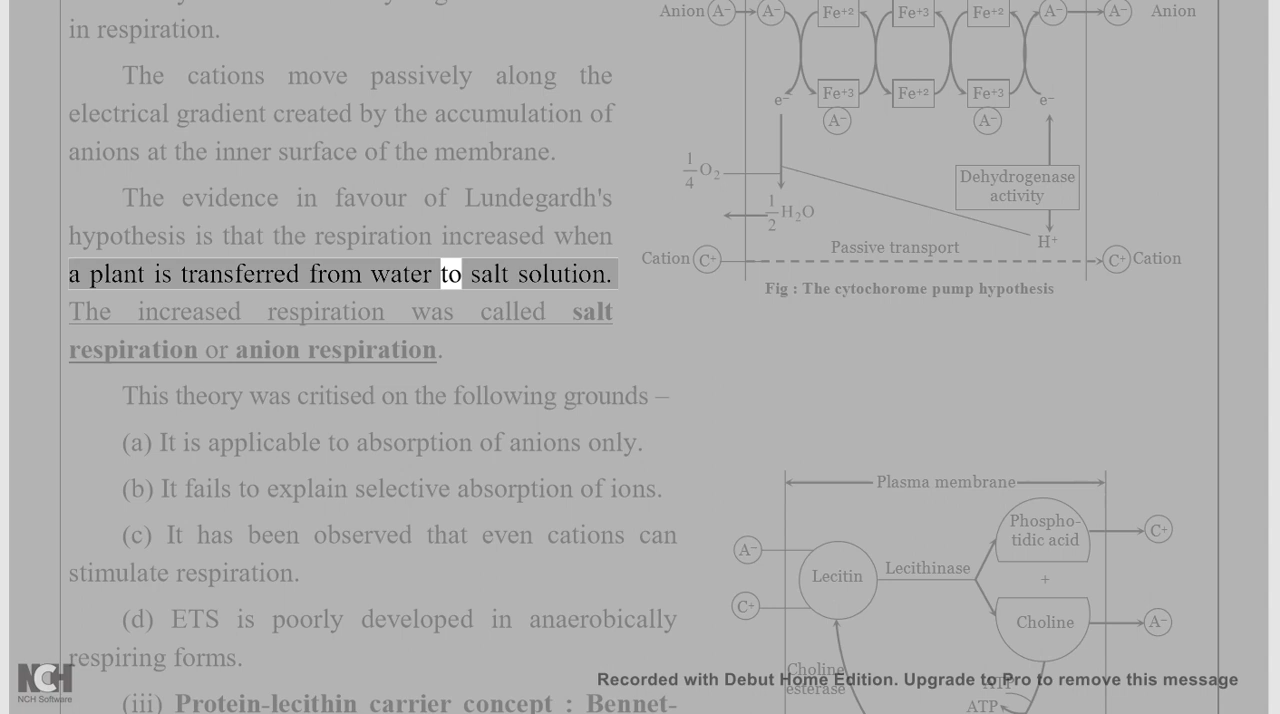 in respiration.
The cations move passively along the
electrical gradient created by the accumulation of
anions at the inner surface of the membrane.
The evidence in favour of Lundegardh's
hypothesis is that the respiration increased when
a plant is transferred from water to salt solution.
The increased respiration was called salt
respiration or anion respiration.
This theory was critised on the following grounds –
(a) It is applicable to absorption of anions only.
(b) It fails to explain selective absorption of ions.
(c) It has been observed that even cations can
stimulate respiration.
(d) ETS is poorly developed in anaerobically
respiring forms.
(iii) Protein-lecithin carrier concept : Bennet-
Anion A⁻ A⁻ Fe+2 Fe+3 Fe+2 A⁻ A⁻ Anion
e⁻ Fe+3 Fe+2 Fe+3 e⁻
A⁻ A⁻
1/4 O₂
Dehydrogenase
activity
1/2 H₂O
H⁺
Passive transport
Cation C⁺ C⁺ Cation
Fig : The cytochorome pump hypothesis
Plasma membrane
Phospho-
tidic acid
C⁺
A⁻
Lecitin
Lecithinase
+
C⁺
Choline
A⁻
Choline
esterase
ATP
NCH
NCH Software
Recorded with Debut Home Edition. Upgrade to Pro to remove this message